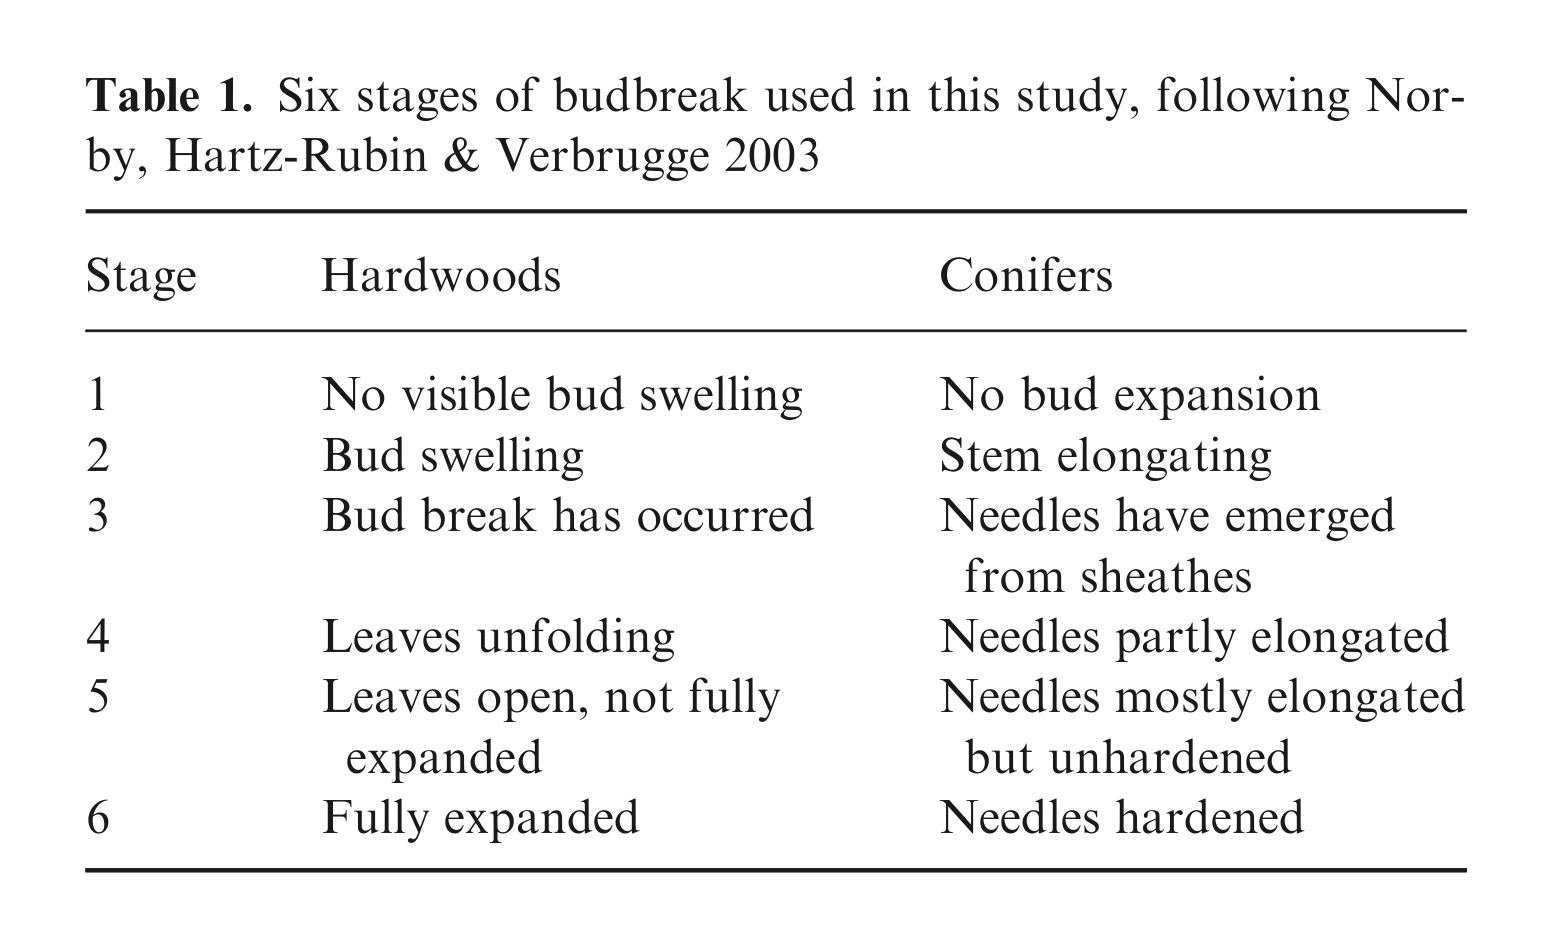 Table 1. Six stages of budbreak used in this study, following Nor-
by, Hartz-Rubin & Verbrugge 2003
Stage Hardwoods Conifers
1 No visible bud swelling No bud expansion
2 Bud swelling Stem elongating
3 Bud break has occurred Needles have emerged
from sheathes
4 Leaves unfolding Needles partly elongated
5 Leaves open, not fully Needles mostly elongated
expanded but unhardened
6 Fully expanded Needles hardened